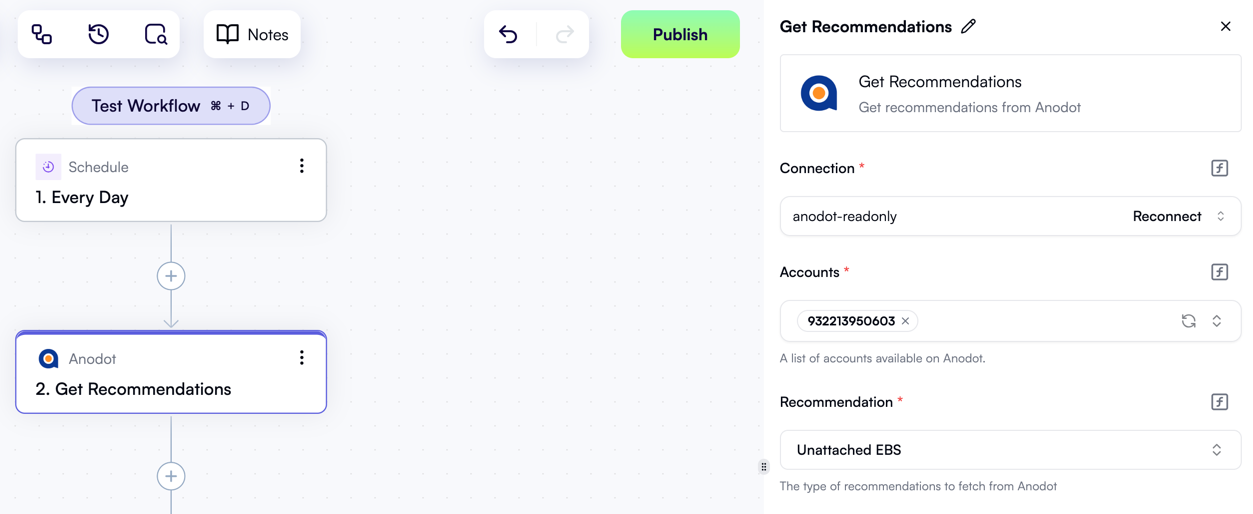 Notes
Publish
Test Workflow ⌘ + D
Schedule
1. Every Day
Anodot
2. Get Recommendations
Get Recommendations
Get Recommendations
Get recommendations from Anodot
Connection *
anodot-readonly Reconnect
Accounts *
932213950603
A list of accounts available on Anodot.
Recommendation *
Unattached EBS
The type of recommendations to fetch from Anodot